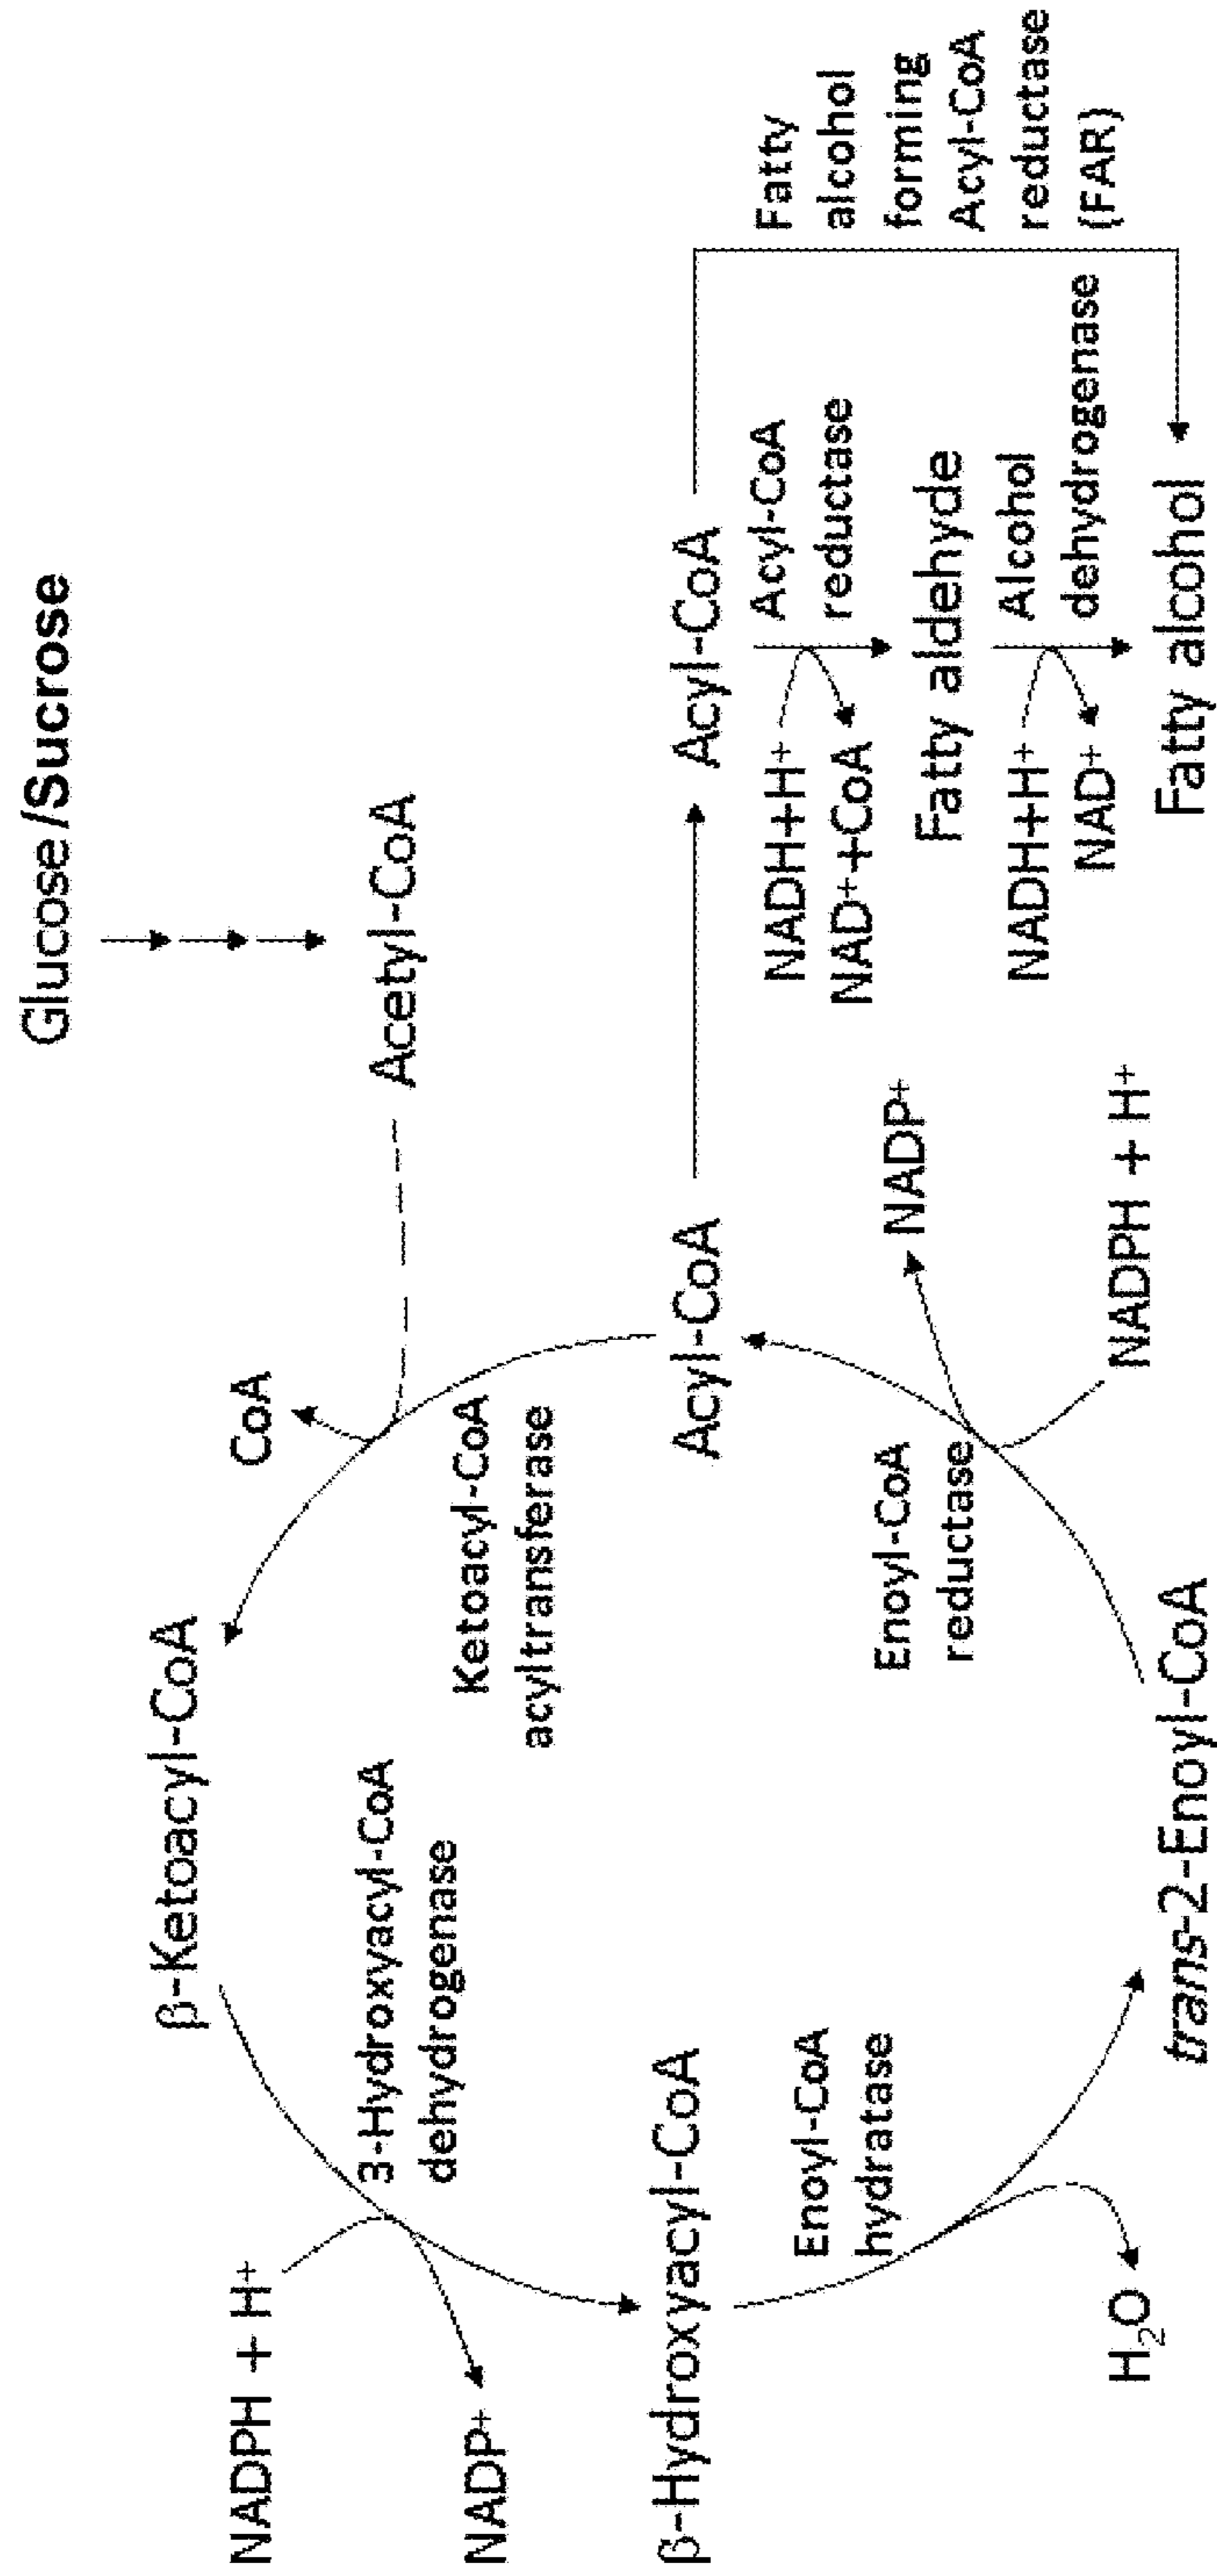 Glucose/Sucrose
Acetyl-CoA
CoA
β-Ketoacyl-CoA
NADPH + H⁺
3-Hydroxyacyl-CoA
dehydrogenase
NADP⁺
Ketoacyl-CoA
acyltransferase
β-Hydroxyacyl-CoA
Acyl-CoA
Acyl-CoA
Enoyl-CoA
hydratase
Enoyl-CoA
reductase
NADP⁺
H₂O
trans-2-Enoyl-CoA
NADPH + H⁺
NADH+H⁺
NAD⁺+CoA
Acyl-CoA
reductase
Fatty aldehyde
NADH+H⁺
NAD⁺
Alcohol
dehydrogenase
Fatty alcohol
Fatty
alcohol
forming
Acyl-CoA
reductase
(FAR)